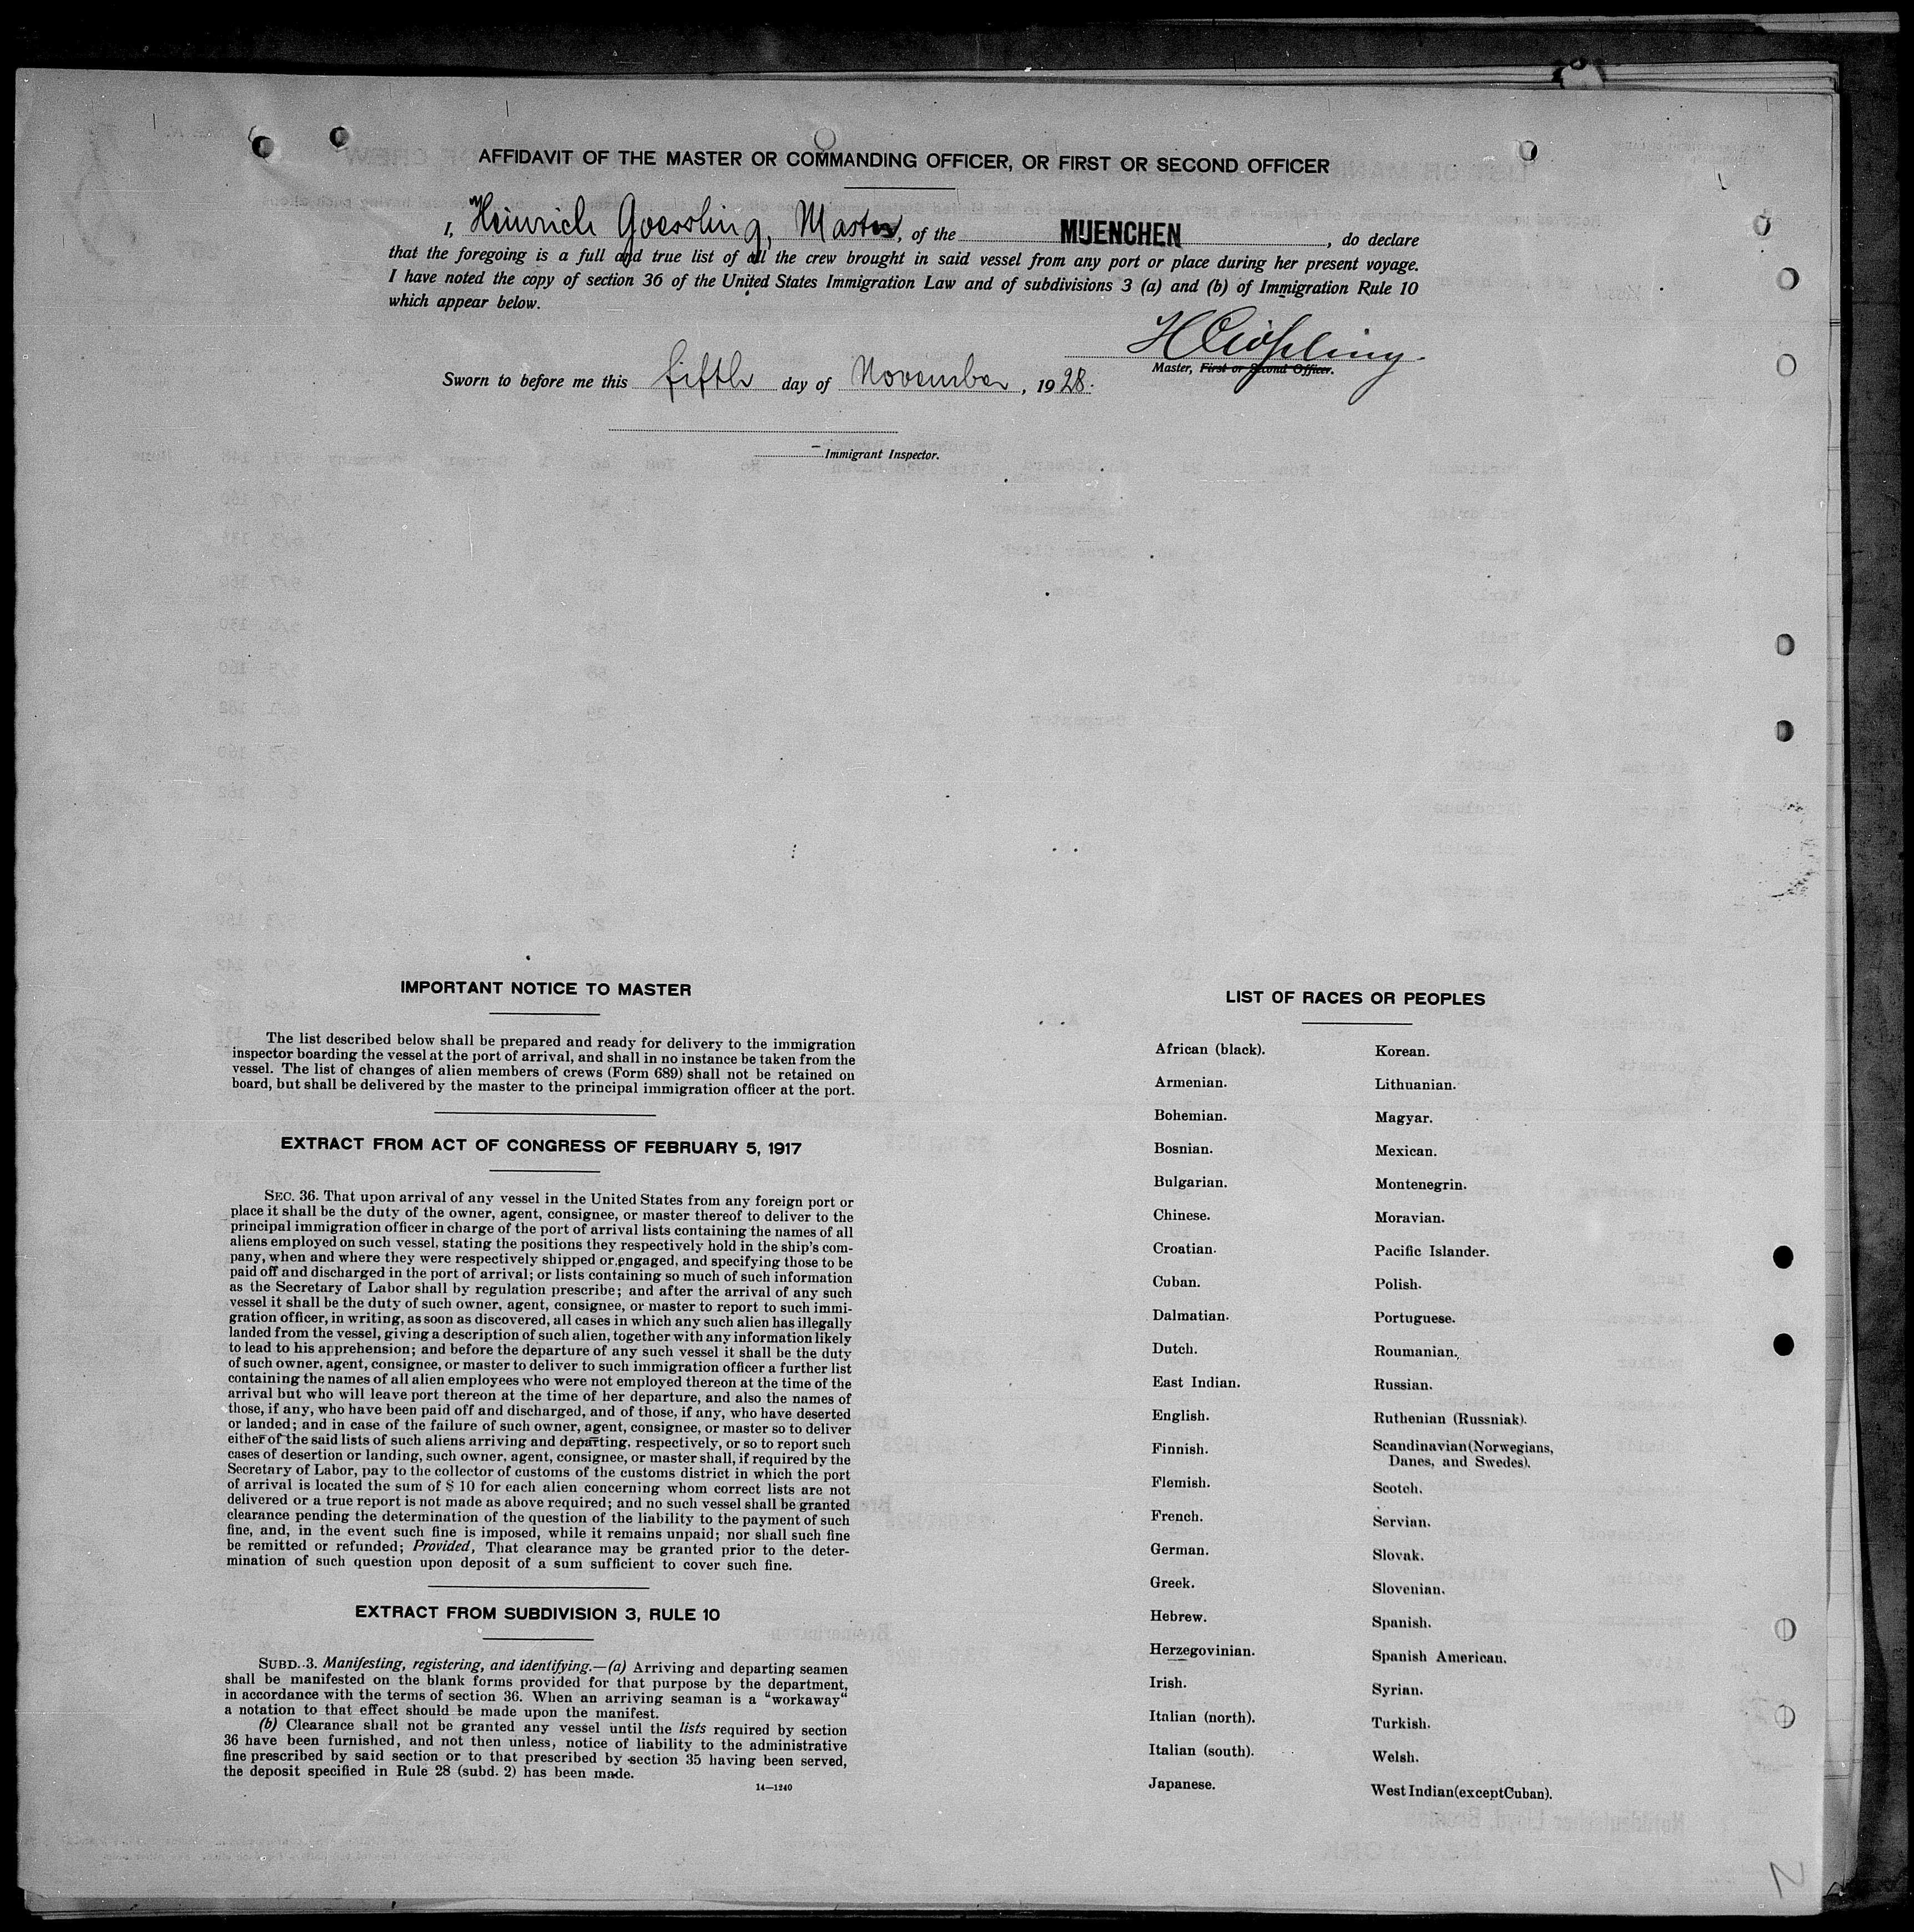 AFFIDAVIT OF THE MASTER OR COMMANDING OFFICER, OR FIRST OR SECOND OFFICER
I, Heinrich Goessling, Master, of the MUENCHEN, do declare
that the foregoing is a full and true list of all the crew brought in said vessel from any port or place during her present voyage.
I have noted the copy of section 36 of the United States Immigration Law and of subdivisions 3 (a) and (b) of Immigration Rule 10
which appear below.
Master, First or Second Officer.
Sworn to before me this fifth day of November, 1928.
Immigrant Inspector.
IMPORTANT NOTICE TO MASTER
The list described below shall be prepared and ready for delivery to the immigration
inspector boarding the vessel at the port of arrival, and shall in no instance be taken from the
vessel. The list of changes of alien members of crews (Form 689) shall not be retained on
board, but shall be delivered by the master to the principal immigration officer at the port.
EXTRACT FROM ACT OF CONGRESS OF FEBRUARY 5, 1917
SEC. 36. That upon arrival of any vessel in the United States from any foreign port or
place it shall be the duty of the owner, agent, consignee, or master thereof to deliver to the
principal immigration officer in charge of the port of arrival lists containing the names of all
aliens employed on such vessel, stating the positions they respectively hold in the ship's com-
pany, when and where they were respectively shipped or engaged, and specifying those to be
paid off and discharged in the port of arrival; or lists containing so much of such information
as the Secretary of Labor shall by regulation prescribe; and after the arrival of any such
vessel it shall be the duty of such owner, agent, consignee, or master to report to such immi-
gration officer, in writing, as soon as discovered, all cases in which any such alien has illegally
landed from the vessel, giving a description of such alien, together with any information likely
to lead to his apprehension; and before the departure of any such vessel it shall be the duty
of such owner, agent, consignee, or master to deliver to such immigration officer a further list
containing the names of all alien employees who were not employed thereon at the time of the
arrival but who will leave port thereon at the time of her departure, and also the names of
those, if any, who have been paid off and discharged, and of those, if any, who have deserted
or landed; and in case of the failure of such owner, agent, consignee, or master so to deliver
either of the said lists of such aliens arriving and departing, respectively, or so to report such
cases of desertion or landing, such owner, agent, consignee, or master shall, if required by the
Secretary of Labor, pay to the collector of customs of the customs district in which the port
of arrival is located the sum of $ 10 for each alien concerning whom correct lists are not
delivered or a true report is not made as above required; and no such vessel shall be granted
clearance pending the determination of the question of the liability to the payment of such
fine, and, in the event such fine is imposed, while it remains unpaid; nor shall such fine
be remitted or refunded; Provided, That clearance may be granted prior to the deter-
mination of such question upon deposit of a sum sufficient to cover such fine.
EXTRACT FROM SUBDIVISION 3, RULE 10
SUBD. 3. Manifesting, registering, and identifying.—(a) Arriving and departing seamen
shall be manifested on the blank forms provided for that purpose by the department,
in accordance with the terms of section 36. When an arriving seaman is a "workaway"
a notation to that effect should be made upon the manifest.
(b) Clearance shall not be granted any vessel until the lists required by section
36 have been furnished, and not then unless, notice of liability to the administrative
fine prescribed by said section or to that prescribed by section 35 having been served,
the deposit specified in Rule 28 (subd. 2) has been made.
14—1240
LIST OF RACES OR PEOPLES
African (black).
Armenian.
Bohemian.
Bosnian.
Bulgarian.
Chinese.
Croatian.
Cuban.
Dalmatian.
Dutch.
East Indian.
English.
Finnish.
Flemish.
French.
German.
Greek.
Hebrew.
Herzegovinian.
Irish.
Italian (north).
Italian (south).
Japanese.
Korean.
Lithuanian.
Magyar.
Mexican.
Montenegrin.
Moravian.
Pacific Islander.
Polish.
Portuguese.
Roumanian.
Russian.
Ruthenian (Russniak).
Scandinavian(Norwegians,
Danes, and Swedes).
Scotch.
Servian.
Slovak.
Slovenian.
Spanish.
Spanish American.
Syrian.
Turkish.
Welsh.
West Indian(exceptCuban).